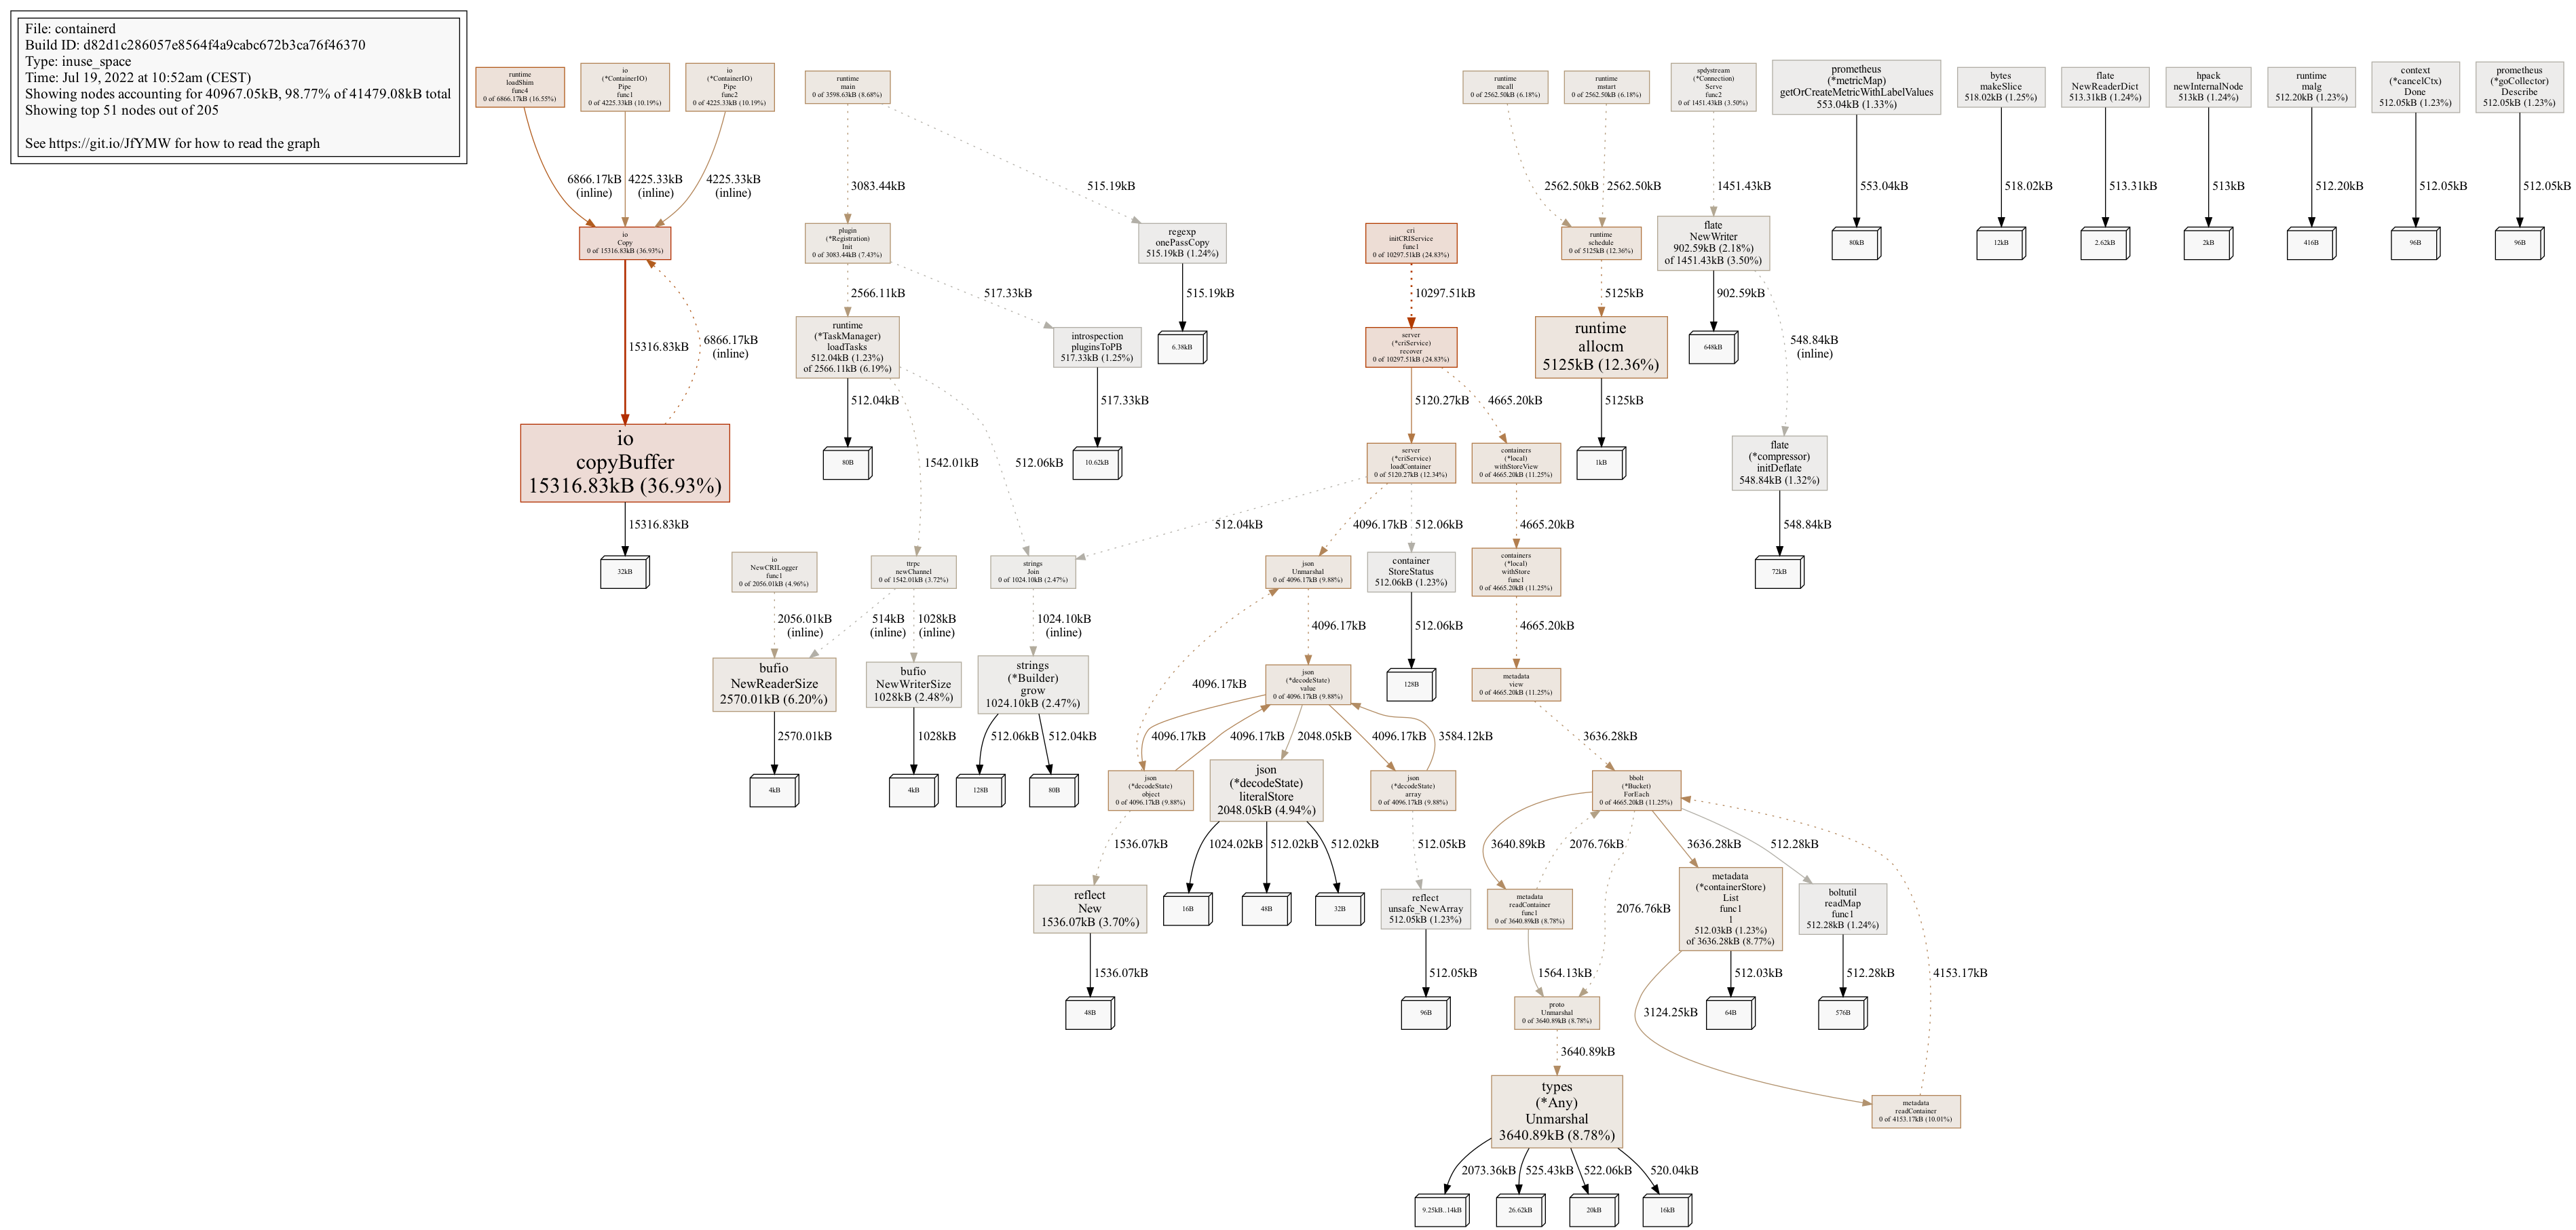 File: containerd
Build ID: d82d1c286057e8564f4a9cabc672b3ca76f46370
Type: inuse_space
Time: Jul 19, 2022 at 10:52am (CEST)
Showing nodes accounting for 40967.05kB, 98.77% of 41479.08kB total
Showing top 51 nodes out of 205
See https://git.io/JfYMW for how to read the graph
runtime
loadShim
func4
0 of 6866.17kB (16.55%)
io
(*ContainerIO)
Pipe
func1
0 of 4225.33kB (10.19%)
io
(*ContainerIO)
Pipe
func2
0 of 4225.33kB (10.19%)
runtime
main
0 of 3598.63kB (8.68%)
runtime
mcall
0 of 2562.50kB (6.18%)
runtime
mstart
0 of 2562.50kB (6.18%)
spdystream
(*Connection)
Serve
func2
0 of 1451.43kB (3.50%)
prometheus
(*metricMap)
getOrCreateMetricWithLabelValues
553.04kB (1.33%)
bytes
makeSlice
518.02kB (1.25%)
flate
NewReaderDict
513.31kB (1.24%)
hpack
newInternalNode
513kB (1.24%)
runtime
malg
512.20kB (1.23%)
context
(*cancelCtx)
Done
512.05kB (1.23%)
prometheus
(*goCollector)
Describe
512.05kB (1.23%)
6866.17kB
(inline)
4225.33kB
(inline)
4225.33kB
(inline)
3083.44kB
515.19kB
2562.50kB
2562.50kB
1451.43kB
553.04kB
518.02kB
513.31kB
513kB
512.20kB
512.05kB
512.05kB
io
Copy
0 of 15316.83kB (36.93%)
plugin
(*Registration)
Init
0 of 3083.44kB (7.43%)
regexp
onePassCopy
515.19kB (1.24%)
cri
initCRIService
func1
0 of 10297.51kB (24.83%)
runtime
schedule
0 of 5125kB (12.36%)
flate
NewWriter
902.59kB (2.18%)
of 1451.43kB (3.50%)
80kB
12kB
2.62kB
2kB
416B
96B
96B
2566.11kB
517.33kB
515.19kB
10297.51kB
5125kB
902.59kB
15316.83kB
6866.17kB
(inline)
runtime
(*TaskManager)
loadTasks
512.04kB (1.23%)
of 2566.11kB (6.19%)
introspection
pluginsToPB
517.33kB (1.25%)
6.38kB
server
(*criService)
recover
0 of 10297.51kB (24.83%)
runtime
allocm
5125kB (12.36%)
648kB
548.84kB
(inline)
512.04kB
517.33kB
5120.27kB
4665.20kB
5125kB
io
copyBuffer
15316.83kB (36.93%)
80B
1542.01kB
512.06kB
10.62kB
server
(*criService)
loadContainer
0 of 5120.27kB (12.34%)
containers
(*local)
withStoreView
0 of 4665.20kB (11.25%)
1kB
flate
(*compressor)
initDeflate
548.84kB (1.32%)
15316.83kB
512.04kB
4096.17kB
512.06kB
4665.20kB
548.84kB
32kB
io
NewCRILogger
func1
0 of 2056.01kB (4.96%)
ttrpc
newChannel
0 of 1542.01kB (3.72%)
strings
Join
0 of 1024.10kB (2.47%)
json
Unmarshal
0 of 4096.17kB (9.88%)
container
StoreStatus
512.06kB (1.23%)
containers
(*local)
withStore
func1
0 of 4665.20kB (11.25%)
72kB
2056.01kB
(inline)
514kB
(inline)
1028kB
(inline)
1024.10kB
(inline)
4096.17kB
512.06kB
4665.20kB
bufio
NewReaderSize
2570.01kB (6.20%)
bufio
NewWriterSize
1028kB (2.48%)
strings
(*Builder)
grow
1024.10kB (2.47%)
4096.17kB
json
(*decodeState)
value
0 of 4096.17kB (9.88%)
128B
metadata
view
0 of 4665.20kB (11.25%)
2570.01kB
1028kB
512.06kB
512.04kB
4096.17kB
4096.17kB
2048.05kB
4096.17kB
3584.12kB
3636.28kB
4kB
4kB
128B
80B
json
(*decodeState)
object
0 of 4096.17kB (9.88%)
json
(*decodeState)
literalStore
2048.05kB (4.94%)
json
(*decodeState)
array
0 of 4096.17kB (9.88%)
bbolt
(*Bucket)
ForEach
0 of 4665.20kB (11.25%)
1536.07kB
1024.02kB
512.02kB
512.02kB
512.05kB
3640.89kB
2076.76kB
3636.28kB
512.28kB
reflect
New
1536.07kB (3.70%)
16B
48B
32B
reflect
unsafe_NewArray
512.05kB (1.23%)
metadata
readContainer
func1
0 of 3640.89kB (8.78%)
2076.76kB
metadata
(*containerStore)
List
func1
1
512.03kB (1.23%)
of 3636.28kB (8.77%)
boltutil
readMap
func1
512.28kB (1.24%)
1536.07kB
512.05kB
1564.13kB
512.03kB
512.28kB
4153.17kB
48B
96B
proto
Unmarshal
0 of 3640.89kB (8.78%)
3124.25kB
64B
576B
3640.89kB
types
(*Any)
Unmarshal
3640.89kB (8.78%)
metadata
readContainer
0 of 4153.17kB (10.01%)
2073.36kB
525.43kB
522.06kB
520.04kB
9.25kB..14kB
26.62kB
20kB
16kB